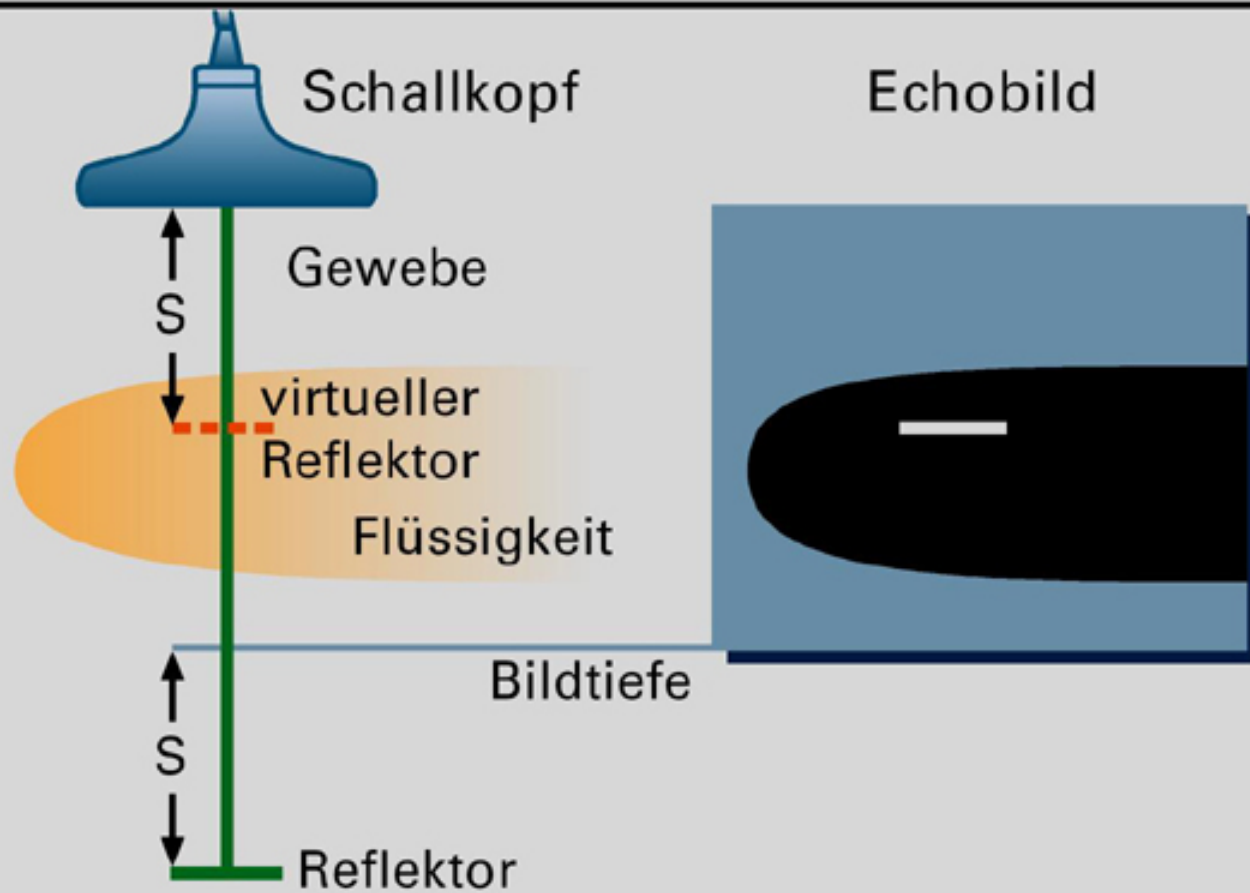 Schallkopf
Echobild
Gewebe
S
virtueller
Reflektor
Flüssigkeit
Bildtiefe
S
Reflektor